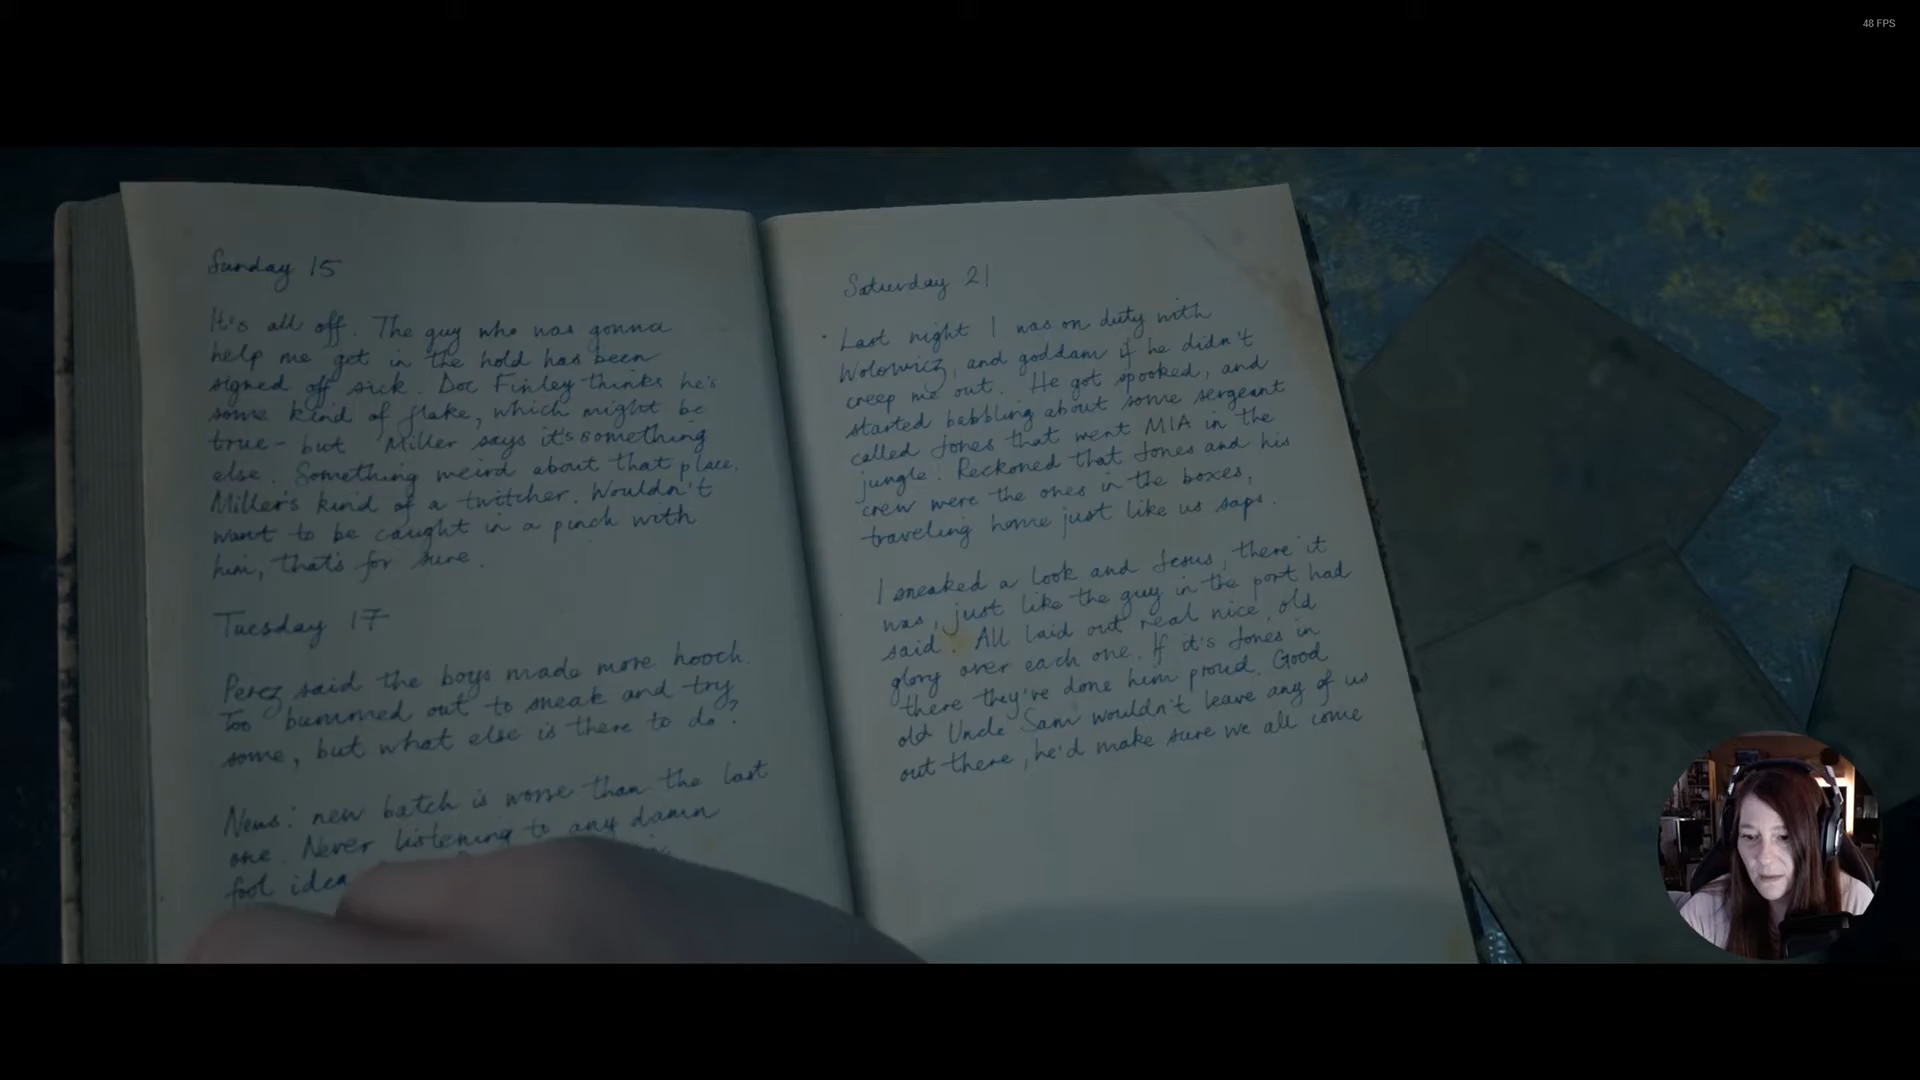 48 FPS
Sunday 15
It's all off. The guy who was gonna
help me get in the hold has been
signed off sick. Doc Finley thinks he's
some kind of flake, which might be
true - but Miller says it's something
else. Something weird about that place.
Miller's kind of a twitcher. Wouldn't
want to be caught in a pinch with
him, that's for sure.
Tuesday 17
Perez said the boys made more hooch.
Too bummed out to sneak and try
some, but what else is there to do?
News: new batch is worse than the last
one. Never listening to any damn
fool idea
Saturday 21
Last night I was on duty with
Wolowicz, and goddam if he didn't
creep me out. He got spooked, and
started babbling about some sergeant
called Jones that went MIA in the
jungle. Reckoned that Jones and his
crew were the ones in the boxes,
traveling home just like us saps.
I sneaked a look and Jesus, there it
was, just like the guy in the port had
said. All laid out real nice, old
glory over each one. If it's Jones in
there they've done him proud. Good
old Uncle Sam wouldn't leave any of us
out there, he'd make sure we all come